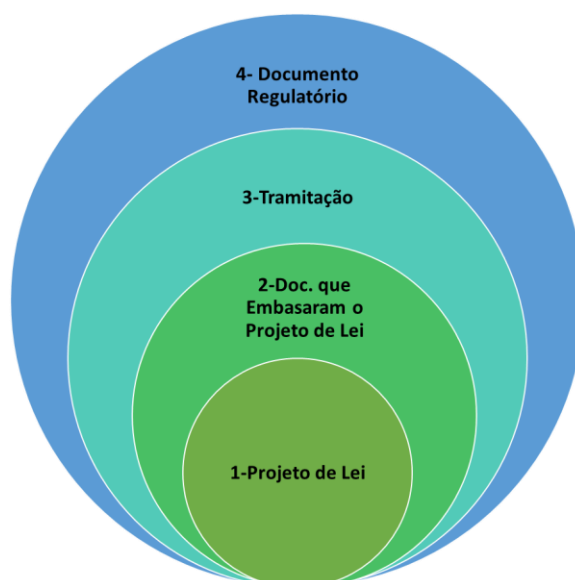 4- Documento
Regulatório
3-Tramitação
2-Doc. que
Embasaram o
Projeto de Lei
1-Projeto de Lei